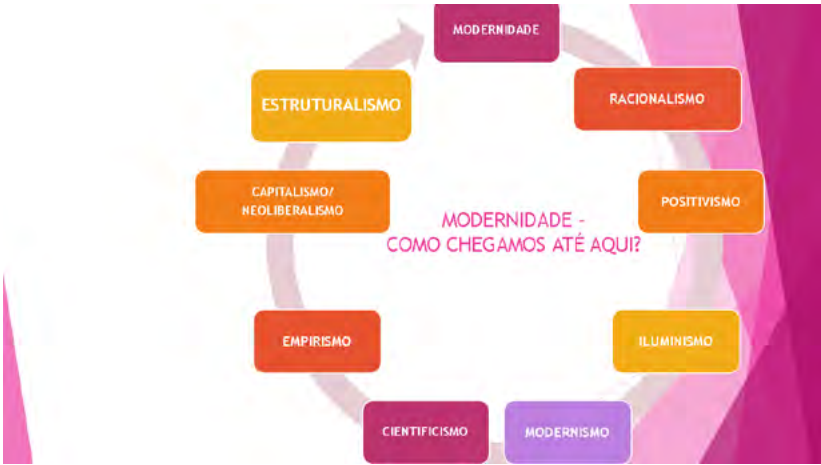 MODERNIDADE
RACIONALISMO
POSITIVISMO
ILUMINISMO
MODERNISMO
CIENTIFICISMO
EMPIRISMO
CAPITALISMO/
NEOLIBERALISMO
ESTRUTURALISMO
MODERNIDADE -
COMO CHEGAMOS ATÉ AQUI?